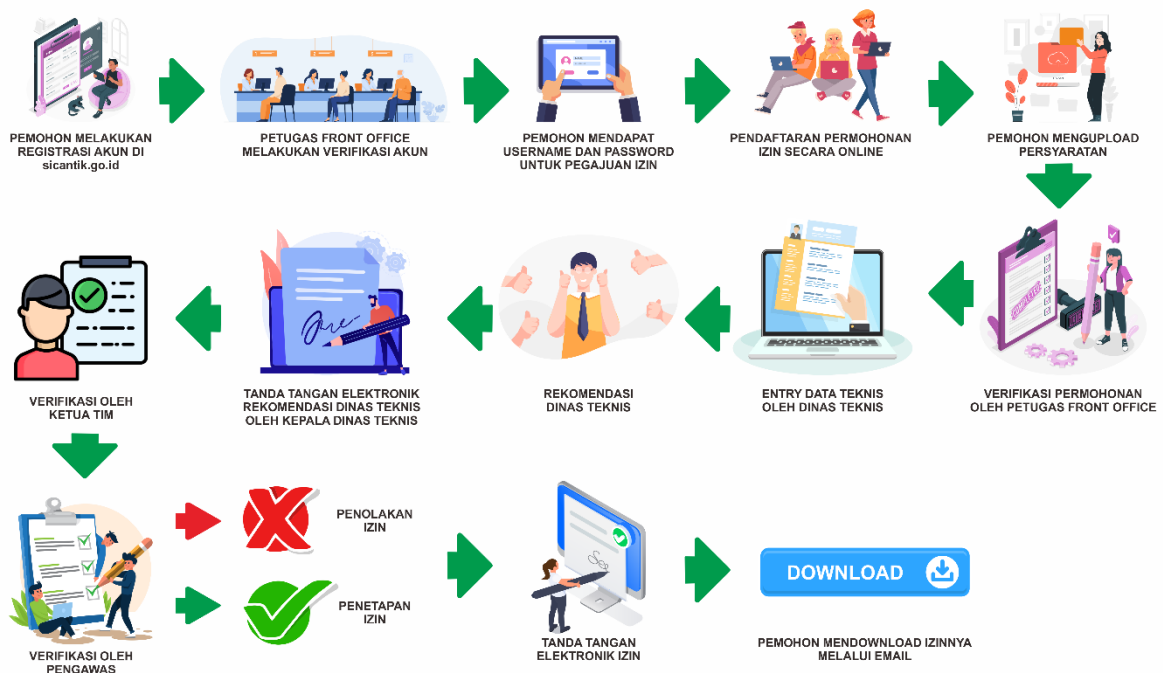 PEMOHON MELAKUKAN
REGISTRASI AKUN DI
sicantik.go.id
PETUGAS FRONT OFFICE
MELAKUKAN VERIFIKASI AKUN
PEMOHON MENDAPAT
USERNAME DAN PASSWORD
UNTUK PEGAJUAN IZIN
PENDAFTARAN PERMOHONAN
IZIN SECARA ONLINE
PEMOHON MENGUPLOAD
PERSYARATAN
VERIFIKASI PERMOHONAN
OLEH PETUGAS FRONT OFFICE
ENTRY DATA TEKNIS
OLEH DINAS TEKNIS
REKOMENDASI
DINAS TEKNIS
TANDA TANGAN ELEKTRONIK
REKOMENDASI DINAS TEKNIS
OLEH KEPALA DINAS TEKNIS
VERIFIKASI OLEH
KETUA TIM
VERIFIKASI OLEH
PENGAWAS
PENOLAKAN
IZIN
PENETAPAN
IZIN
TANDA TANGAN
ELEKTRONIK IZIN
DOWNLOAD
PEMOHON MENDOWNLOAD IZINNYA
MELALUI EMAIL